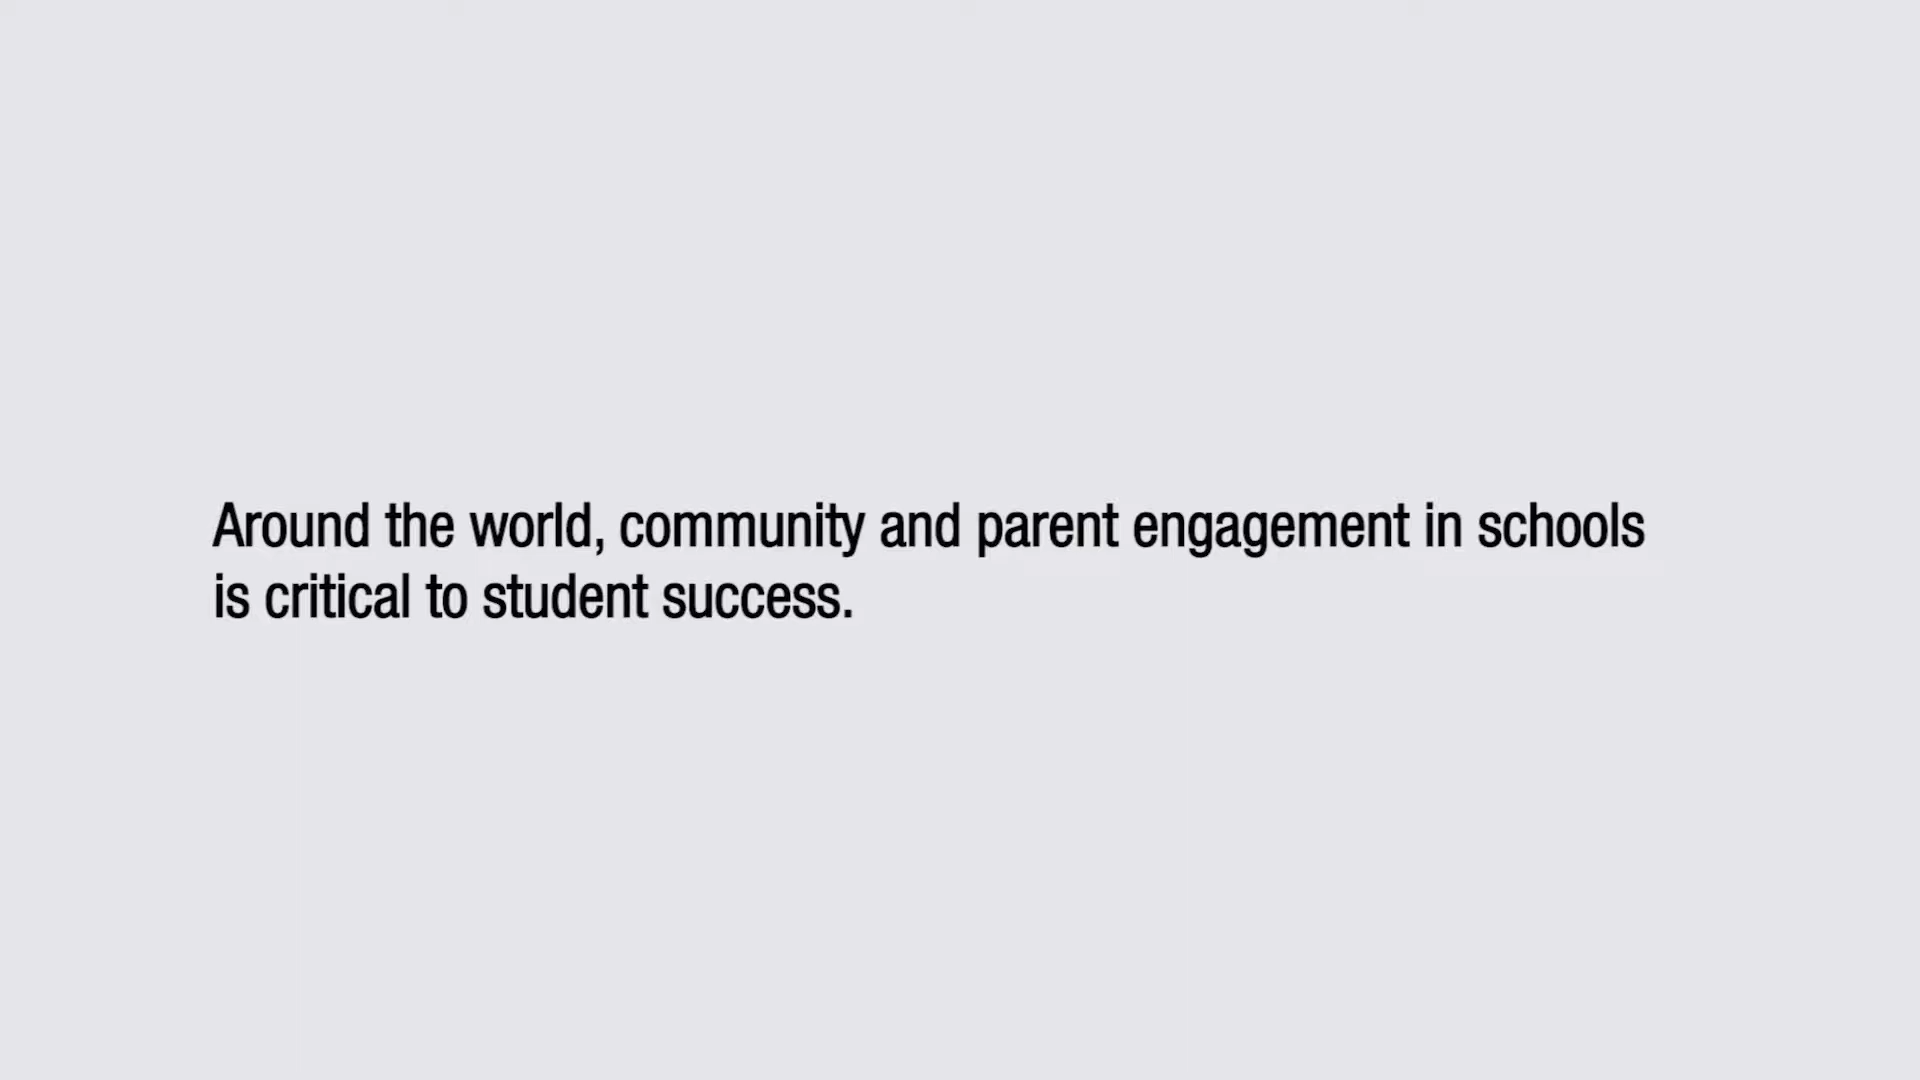 Around the world, community and parent engagement in schools
is critical to student success.